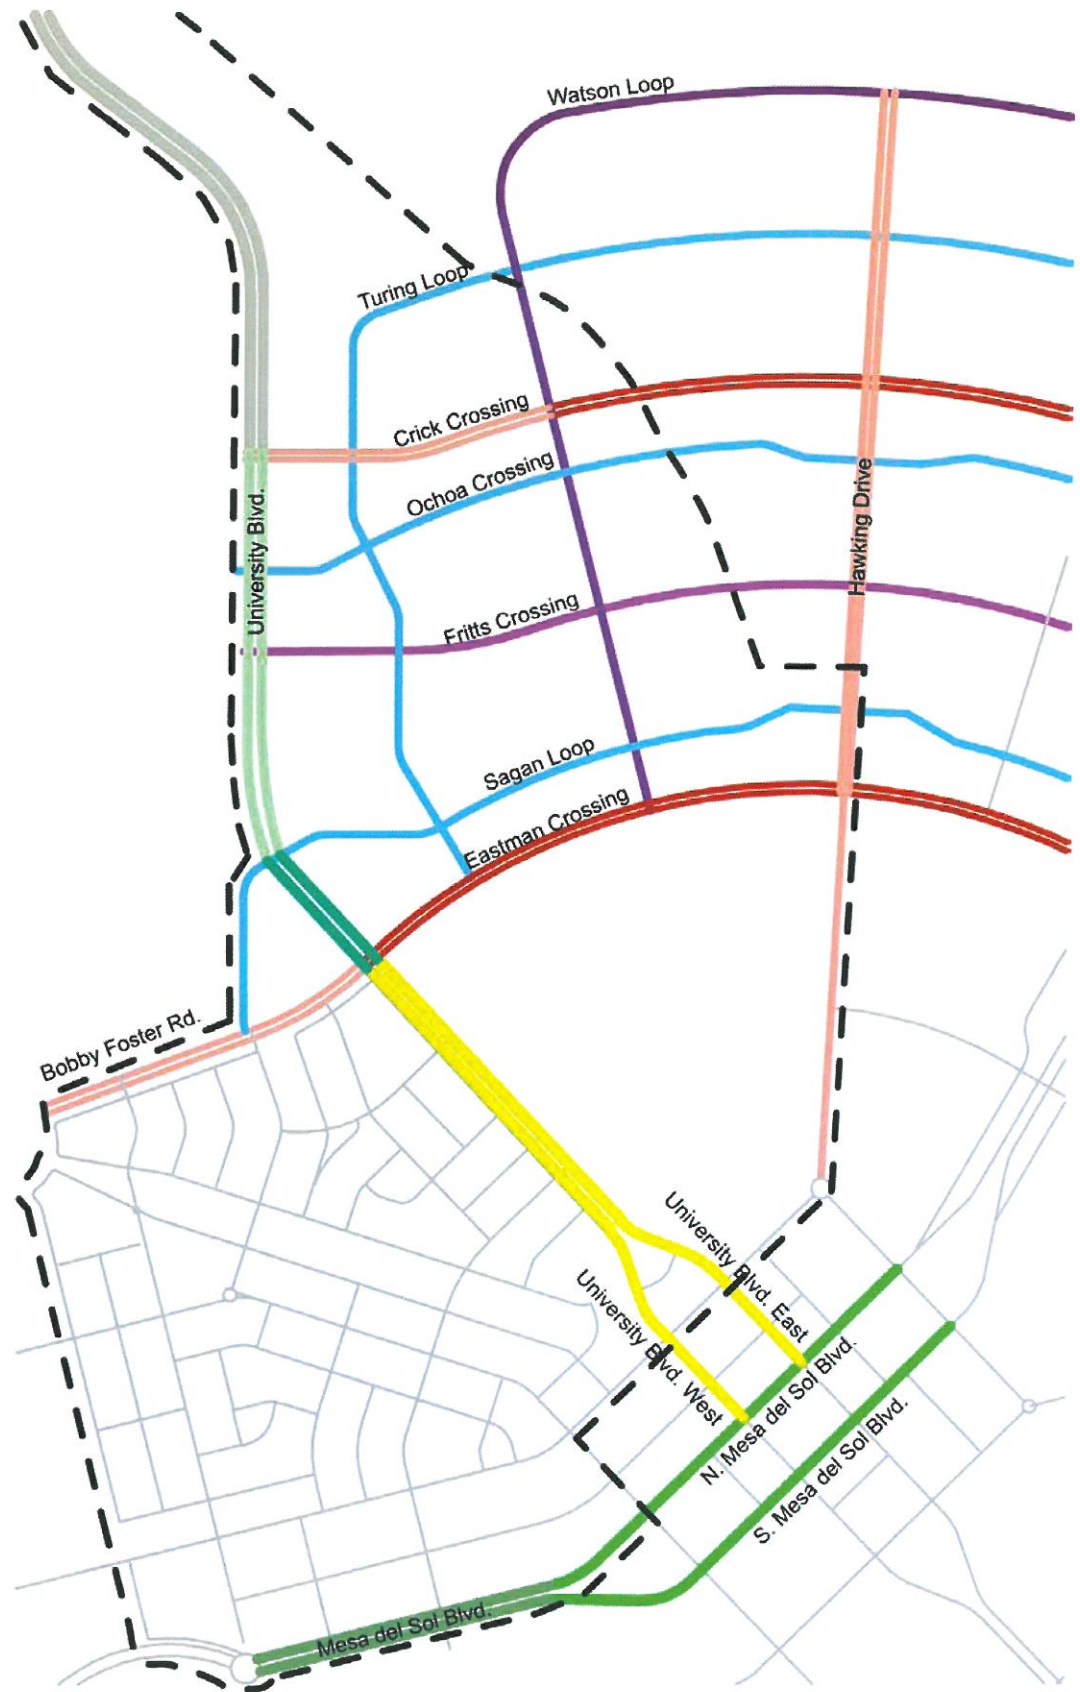 Watson Loop
Turing Loop
Crick Crossing
Ochoa Crossing
Hawking Drive
University Blvd.
Fritts Crossing
Sagan Loop
Eastman Crossing
Bobby Foster Rd.
University Blvd. East
University Blvd. West
N. Mesa del Sol Blvd.
S. Mesa del Sol Blvd.
Mesa del Sol Blvd.